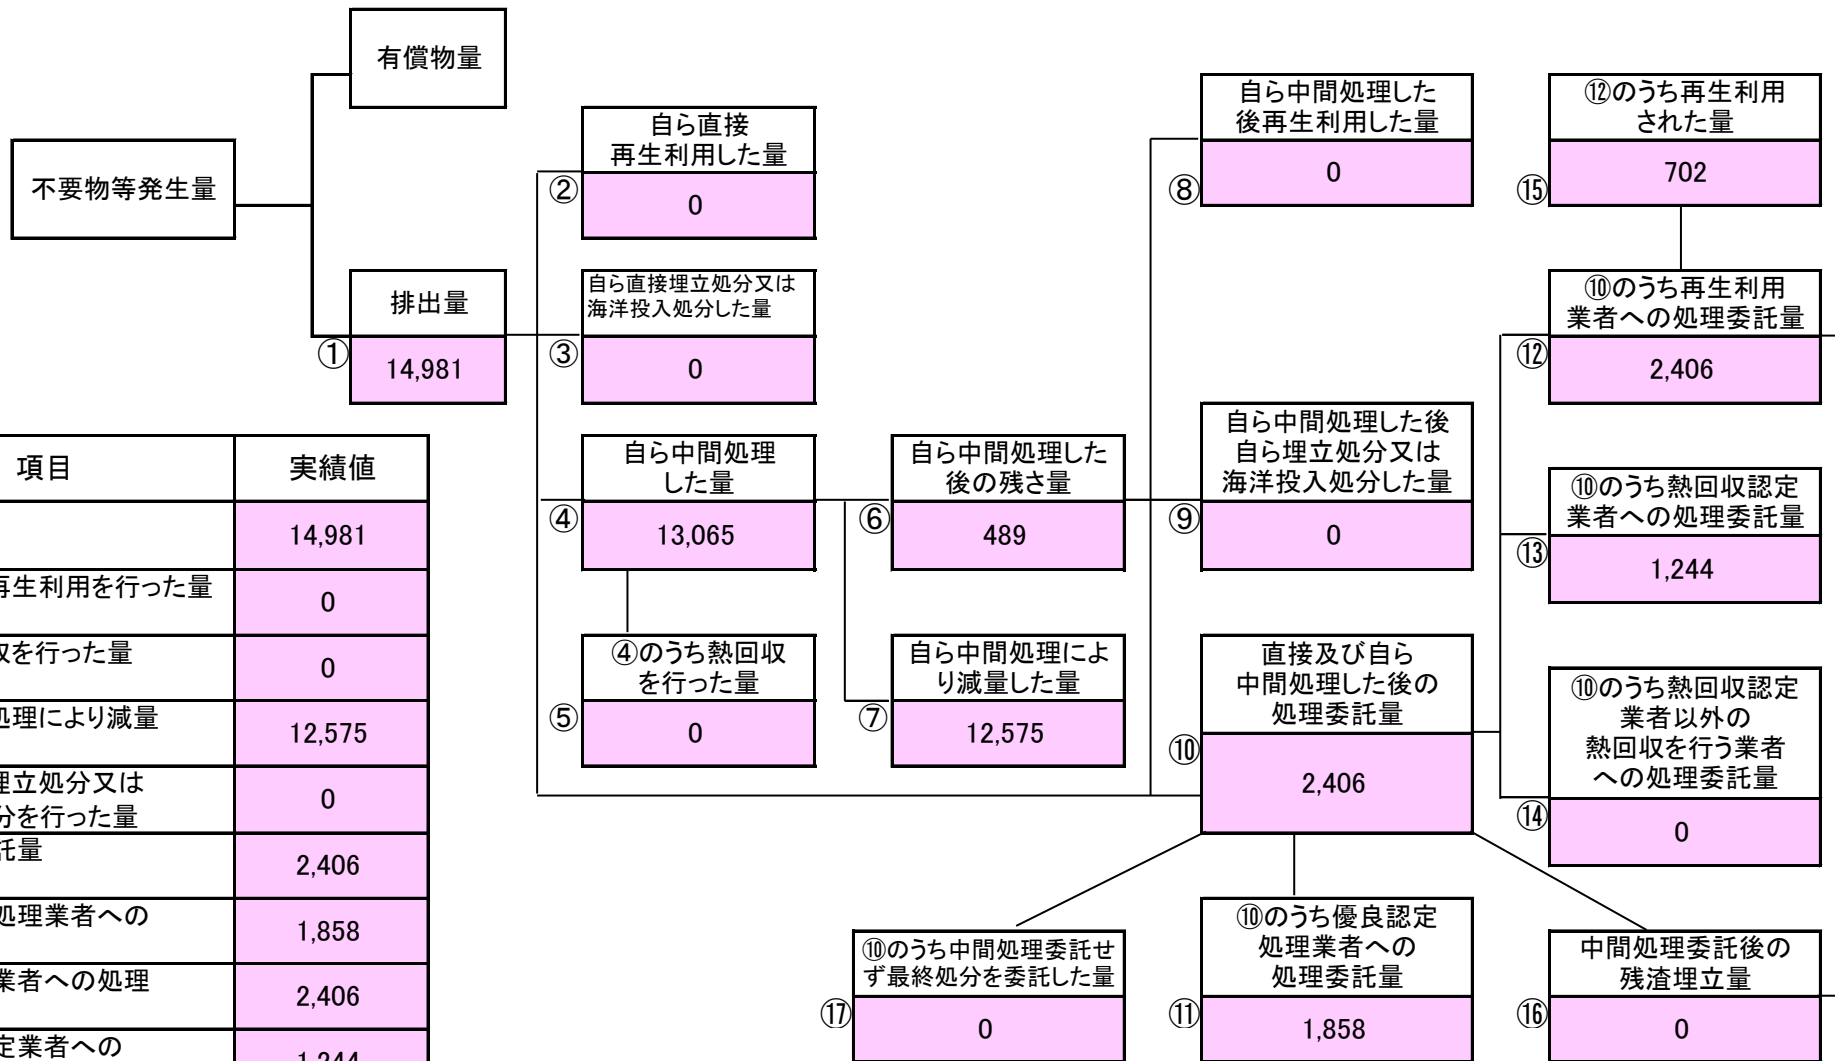 有償物量
不要物等発生量
排出量
①
14,981
自ら直接
再生利用した量
②
0
自ら直接埋立処分又は
海洋投入処分した量
③
0
自ら中間処理
した量
④
13,065
④のうち熱回収
を行った量
⑤
0
自ら中間処理した
後の残さ量
⑥
489
自ら中間処理によ
り減量した量
⑦
12,575
自ら中間処理した
後再生利用した量
⑧
0
自ら中間処理した後
自ら埋立処分又は
海洋投入処分した量
⑨
0
直接及び自ら
中間処理した後の
処理委託量
⑩
2,406
⑫のうち再生利用
された量
⑮
702
⑩のうち再生利用
業者への処理委託量
⑫
2,406
⑩のうち熱回収認定
業者への処理委託量
⑬
1,244
⑩のうち熱回収認定
業者以外の
熱回収を行う業者
への処理委託量
⑭
0
⑩のうち中間処理委託せ
ず最終処分を委託した量
⑰
0
⑩のうち優良認定
処理業者への
処理委託量
⑪
1,858
中間処理委託後の
残渣埋立量
⑯
0
項目 実績値
14,981
再生利用を行った量 0
を行った量 0
処理により減量 12,575
埋立処分又は
分を行った量 0
託量 2,406
処理業者への 1,858
業者への処理 2,406
定業者への 1,244